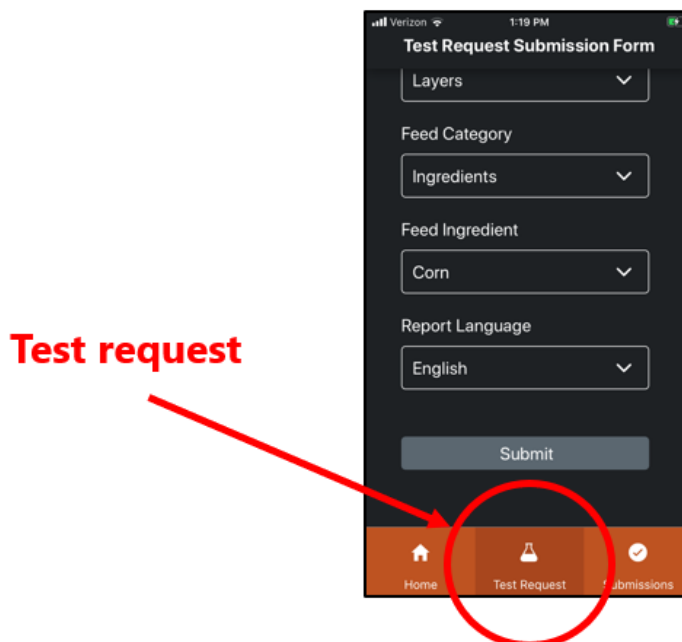 Verizon 1:19 PM
Test Request Submission Form
Layers
Feed Category
Ingredients
Feed Ingredient
Corn
Report Language
English
Test request
Submit
Home Test Request Submissions